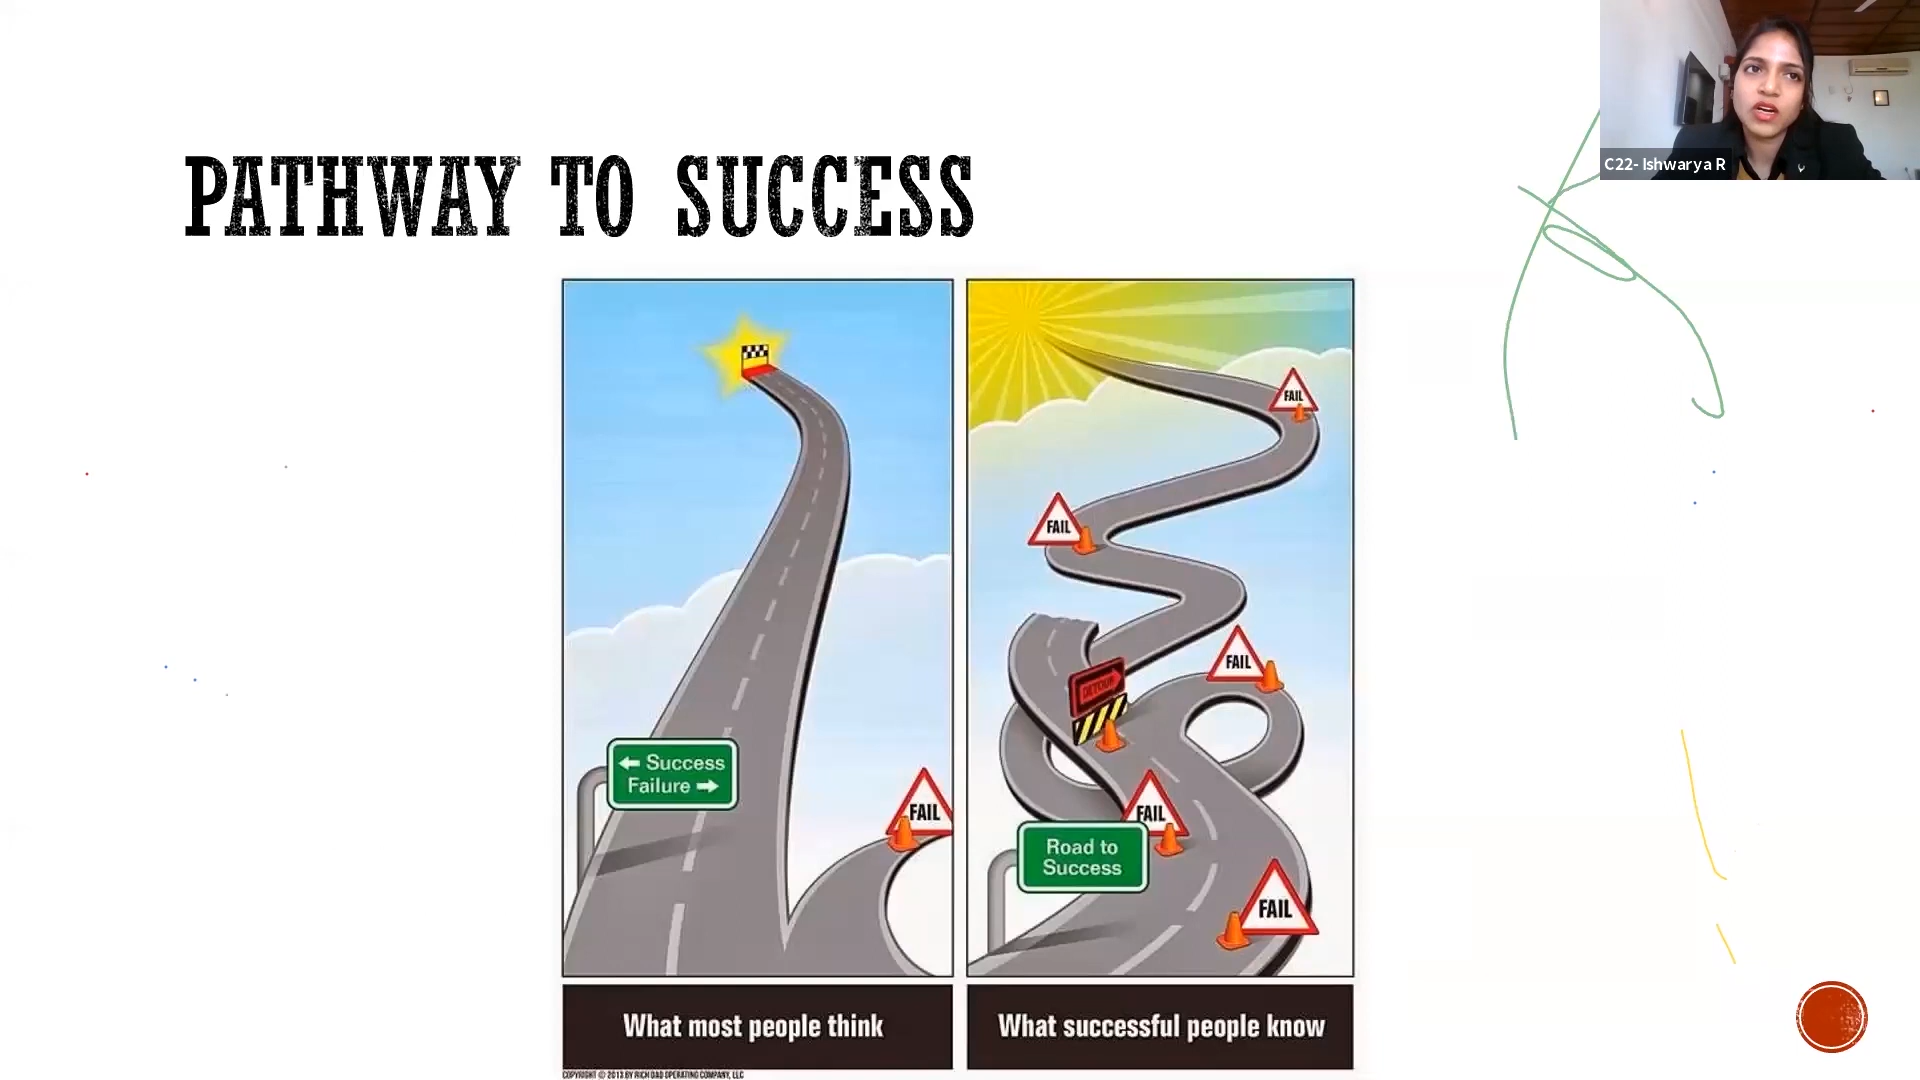 C22- Ishwarya R
PATHWAY TO SUCCESS
← Success
Failure →
FAIL
FAIL
FAIL
FAIL
DETOUR
FAIL
Road to
Success
FAIL
What most people think
What successful people know
COPYRIGHT © 2013 BY RICH DAD OPERATING COMPANY, LLC